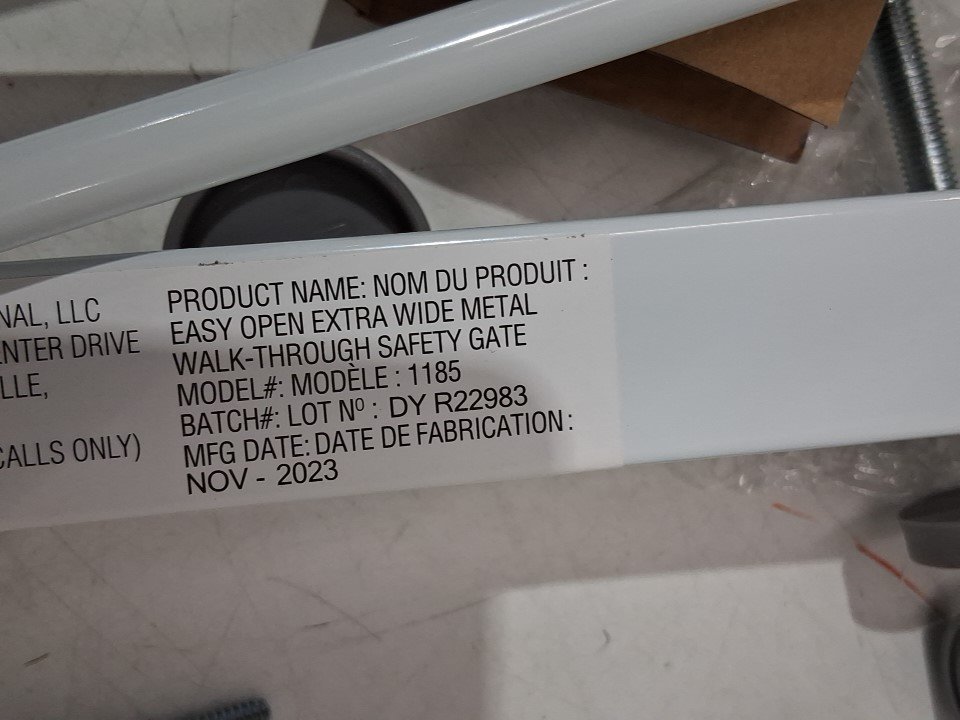 NAL, LLC
ENTER DRIVE
LLE,
CALLS ONLY)
PRODUCT NAME: NOM DU PRODUIT :
EASY OPEN EXTRA WIDE METAL
WALK-THROUGH SAFETY GATE
MODEL#: MODÈLE : 1185
BATCH#: LOT Nº : DY R22983
MFG DATE: DATE DE FABRICATION :
NOV - 2023